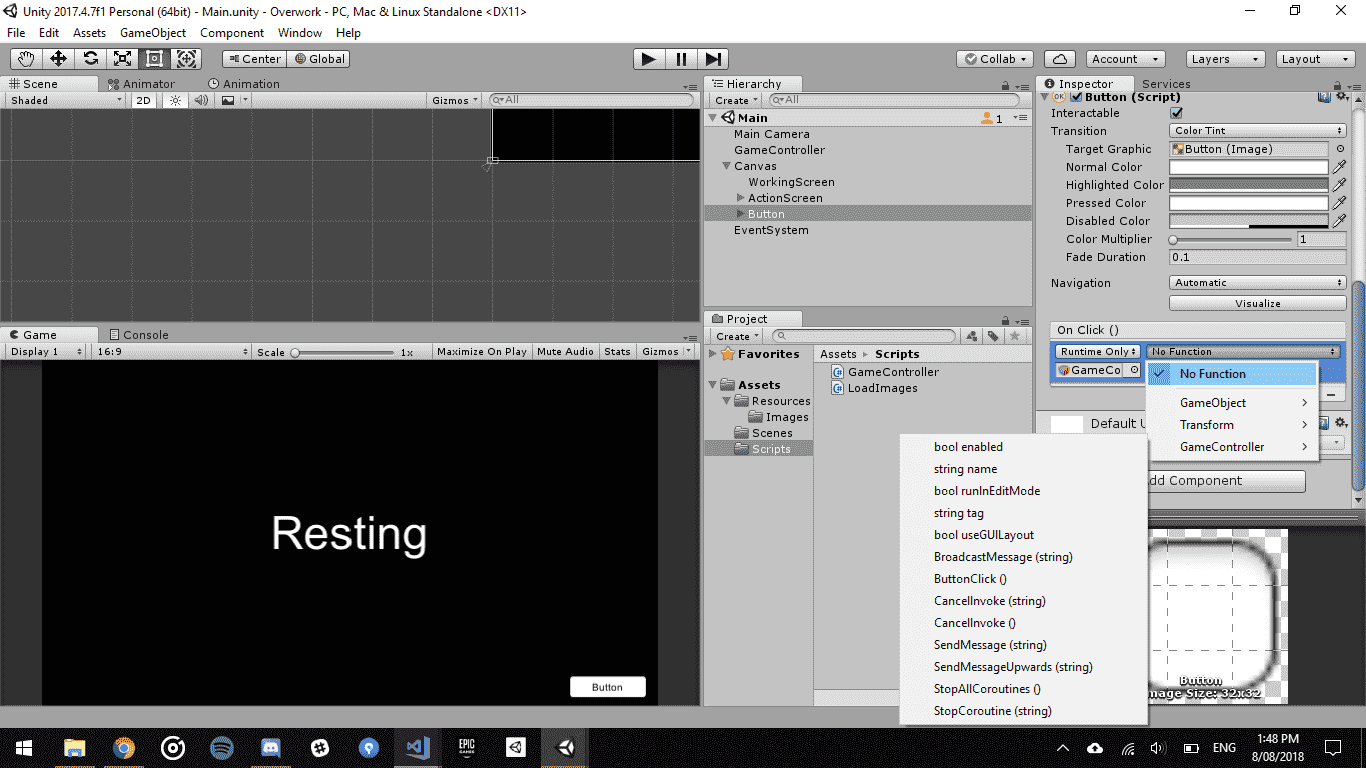 Unity 2017.4.7f1 Personal (64bit) - Main.unity - Overwork - PC, Mac & Linux Standalone <DX11>
File Edit Assets GameObject Component Window Help
Center Global Collab Account Layers Layout
Scene Animator Animation
Shaded 2D Gizmos All
Hierarchy
Create All
Main 1
Main Camera
GameController
Canvas
WorkingScreen
ActionScreen
Button
EventSystem
Inspector Services
Button (Script)
Interactable
Transition Color Tint
Target Graphic Button (Image)
Normal Color
Highlighted Color
Pressed Color
Disabled Color
Color Multiplier 1
Fade Duration 0.1
Navigation Automatic
Visualize
On Click ()
Runtime Only No Function
GameCo
No Function
GameObject
Transform
GameController
Default U
dd Component
Game Console
Display 1 16:9 Scale 1x Maximize On Play Mute Audio Stats Gizmos
Resting
Button
Project
Create
Favorites
Assets
Resources
Images
Scenes
Scripts
Assets Scripts
GameController
LoadImages
bool enabled
string name
bool runInEditMode
string tag
bool useGUILayout
BroadcastMessage (string)
ButtonClick ()
CancelInvoke (string)
CancelInvoke ()
SendMessage (string)
SendMessageUpwards (string)
StopAllCoroutines ()
StopCoroutine (string)
Button
mage Size: 32x32
EPIC
GAMES
ENG
1:48 PM
8/08/2018